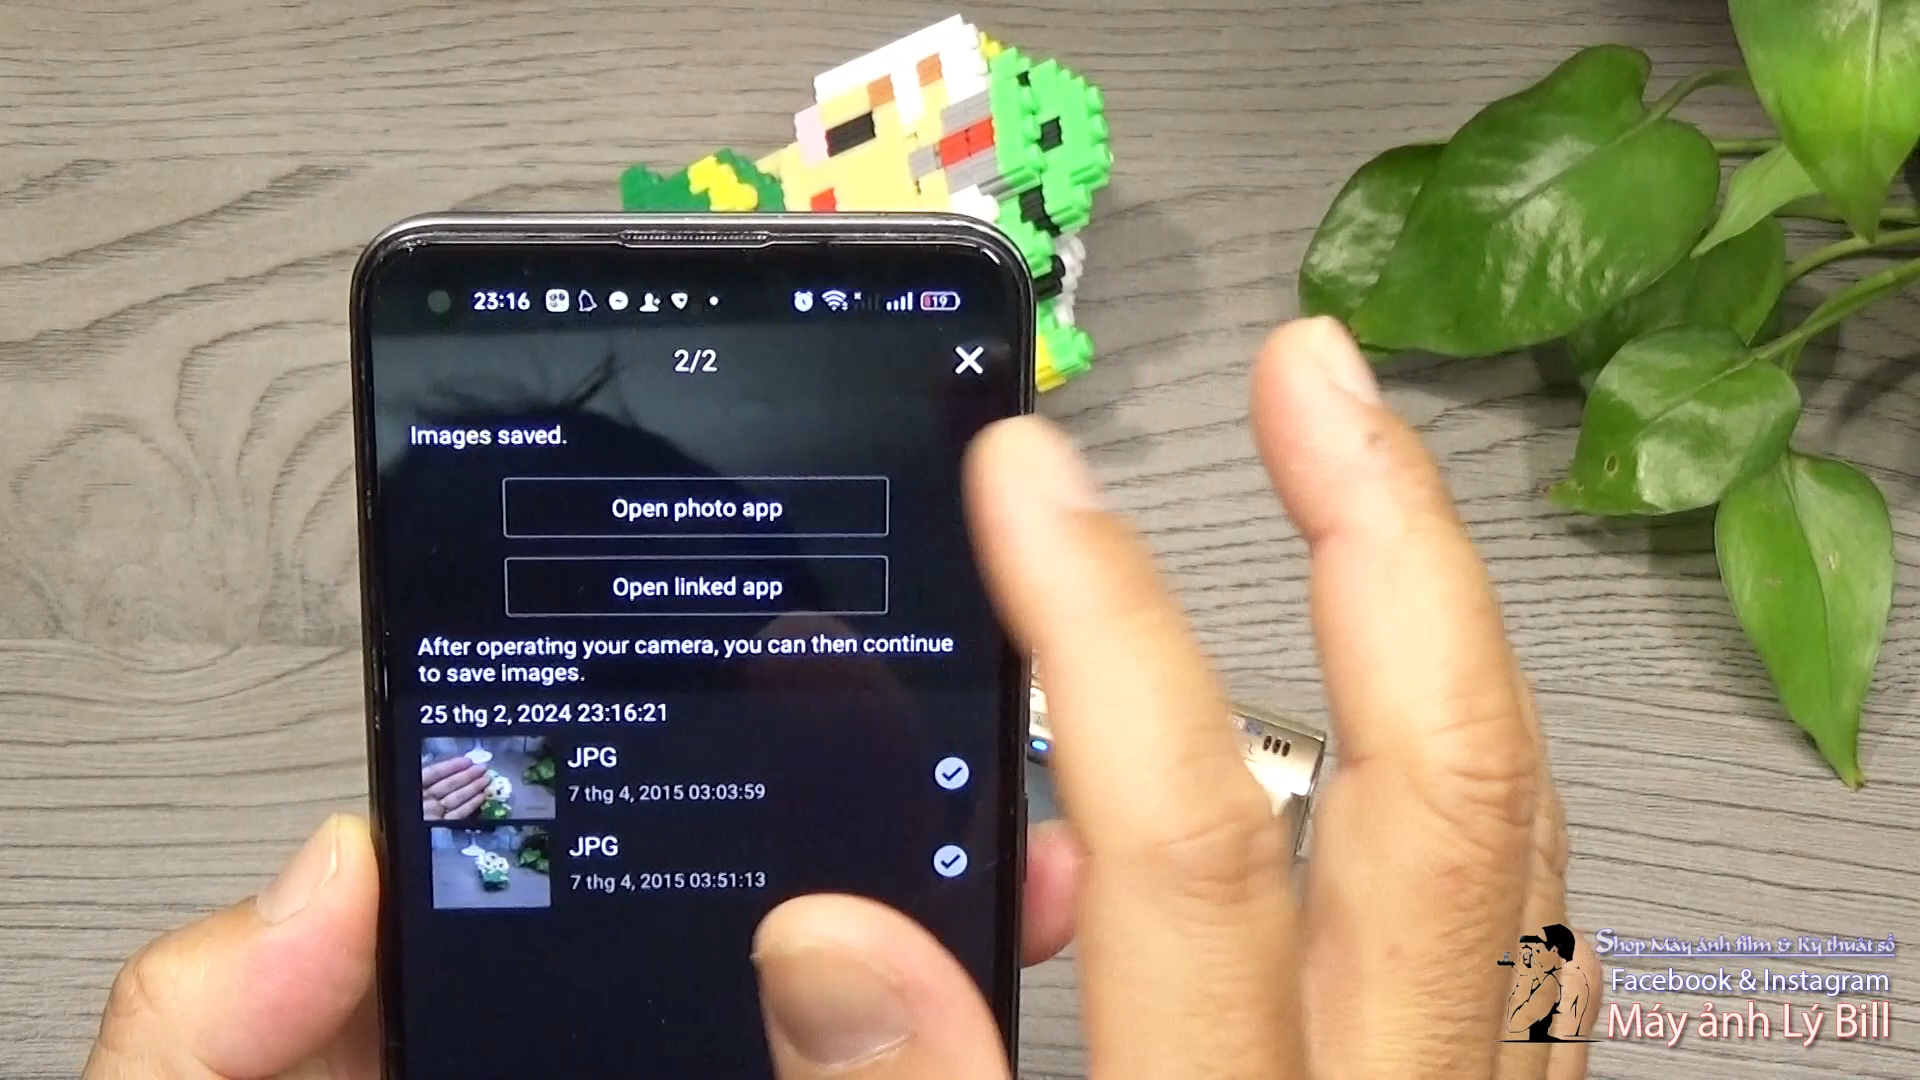 23:16
19
2/2
Images saved.
Open photo app
Open linked app
After operating your camera, you can then continue
to save images.
25 thg 2, 2024 23:16:21
JPG
7 thg 4, 2015 03:03:59
JPG
7 thg 4, 2015 03:51:13
Shop Máy ảnh film & Kỹ thuật số
Facebook & Instagram
Máy ảnh Lý Bill